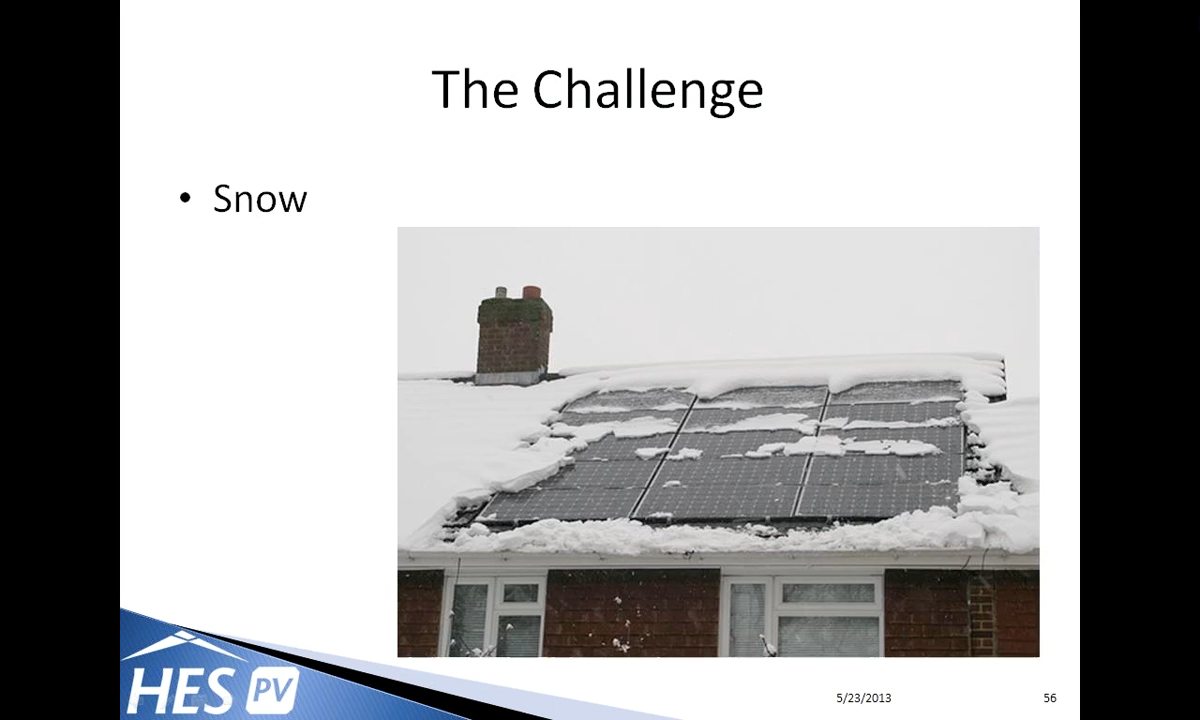 The Challenge
• Snow
HES PV
5/23/2013
56